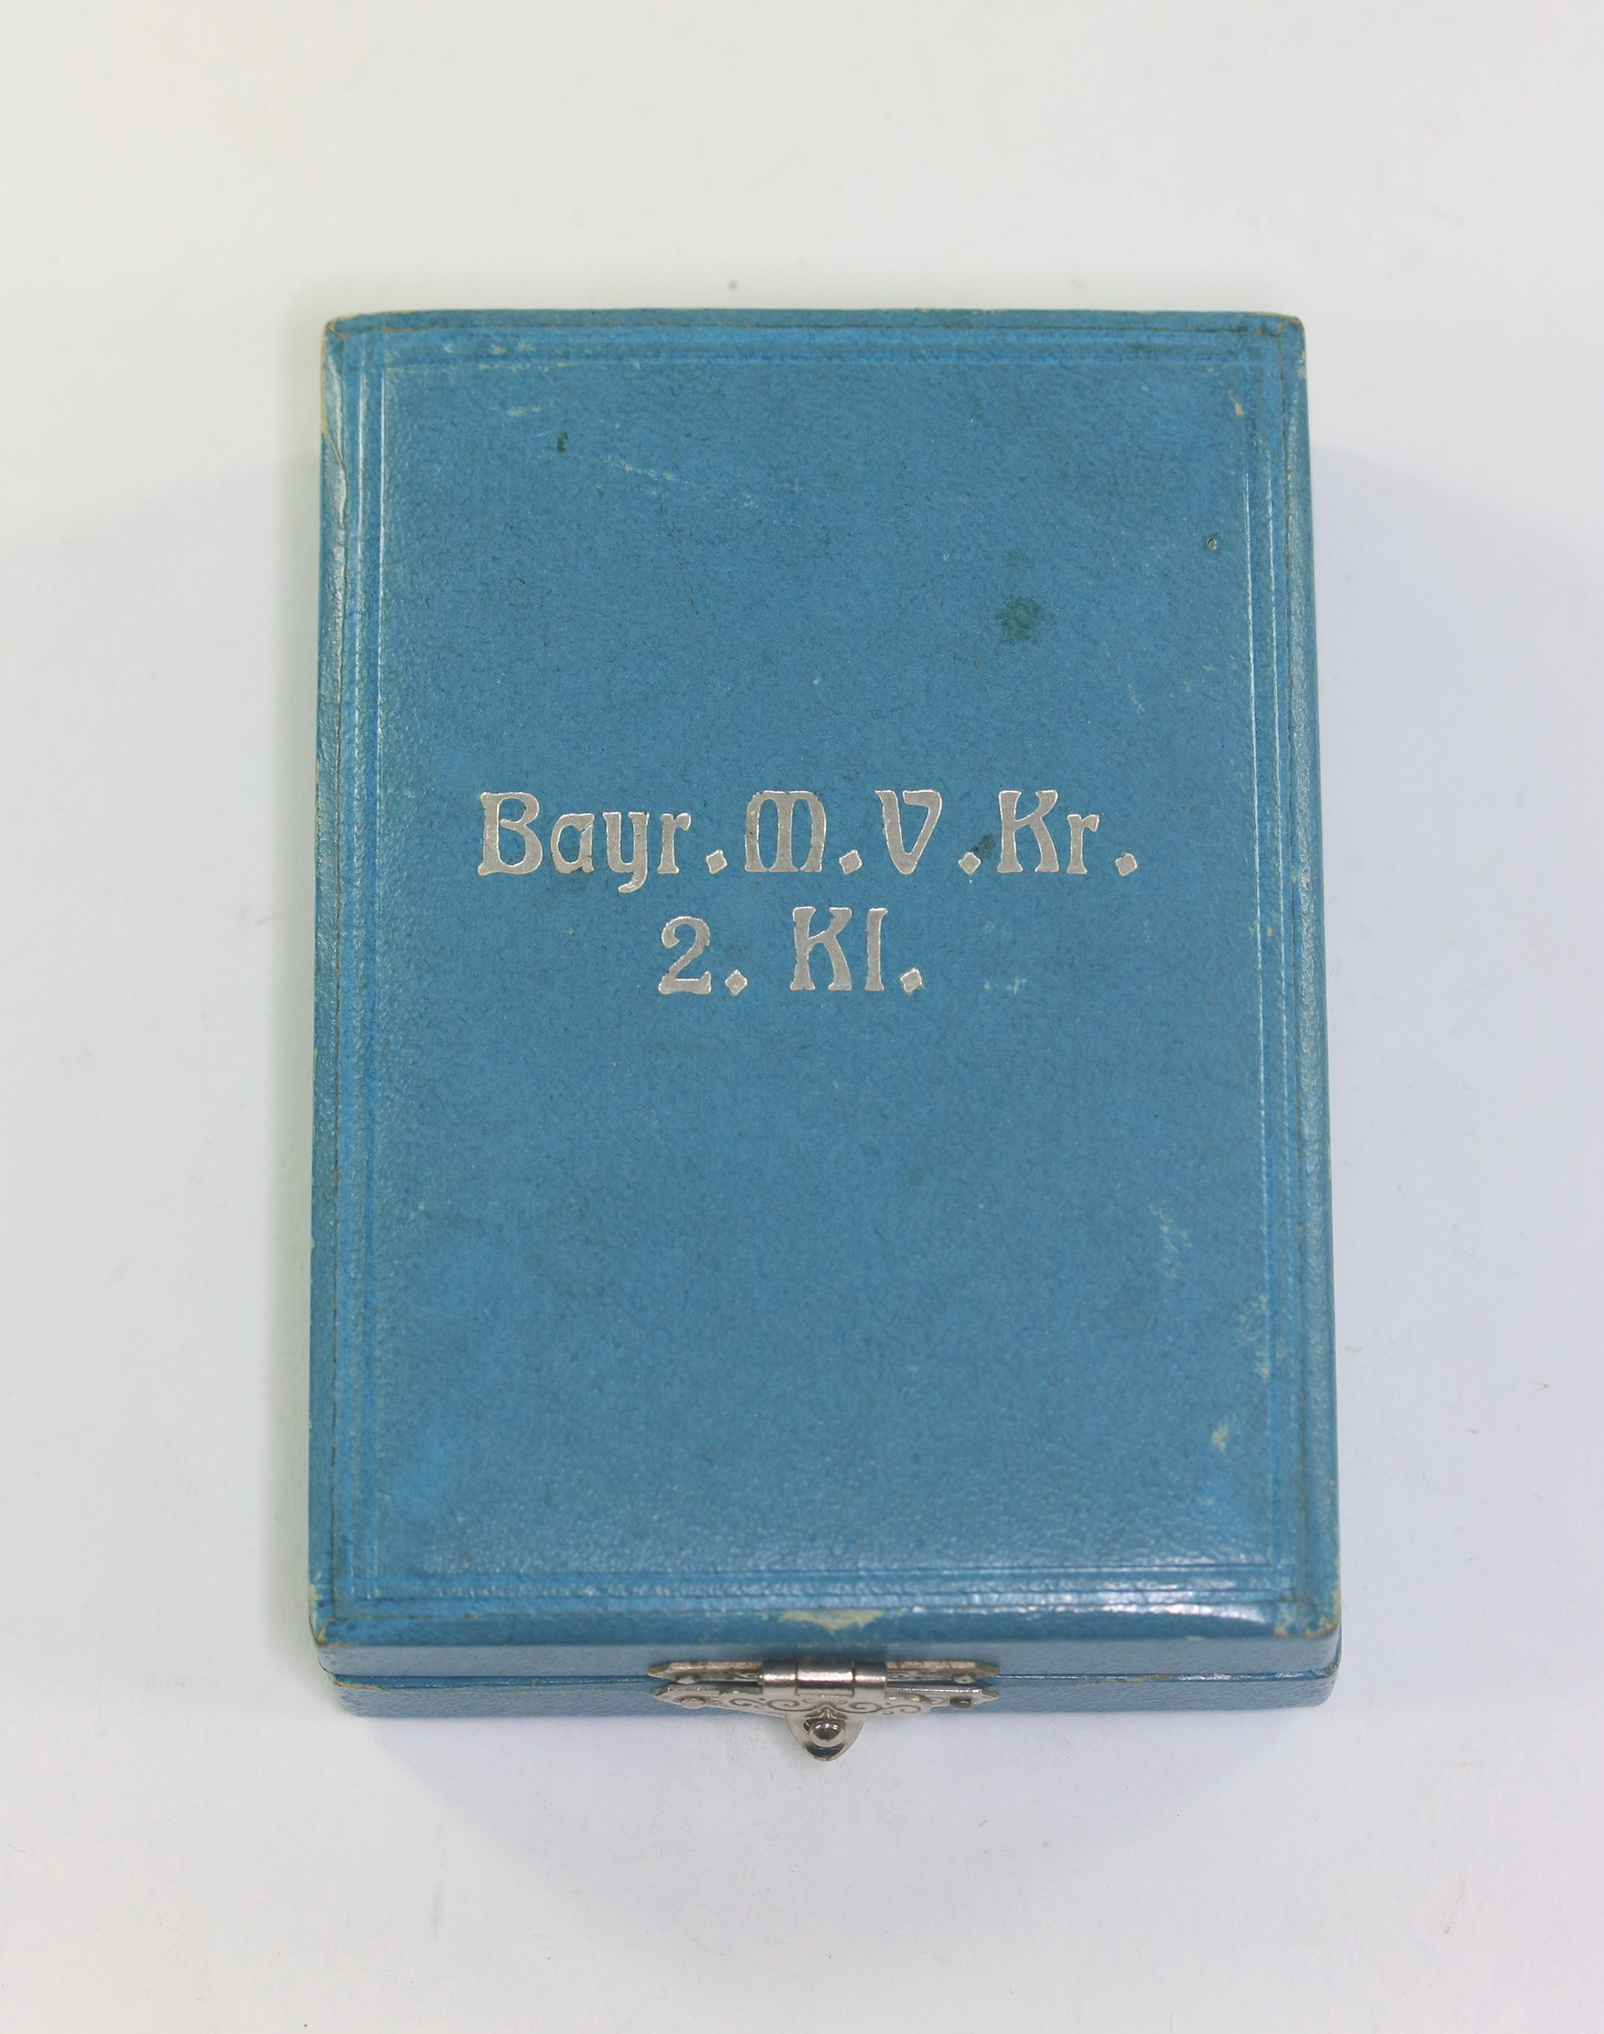 Bayr. M. V. Kr.
2. Kl.